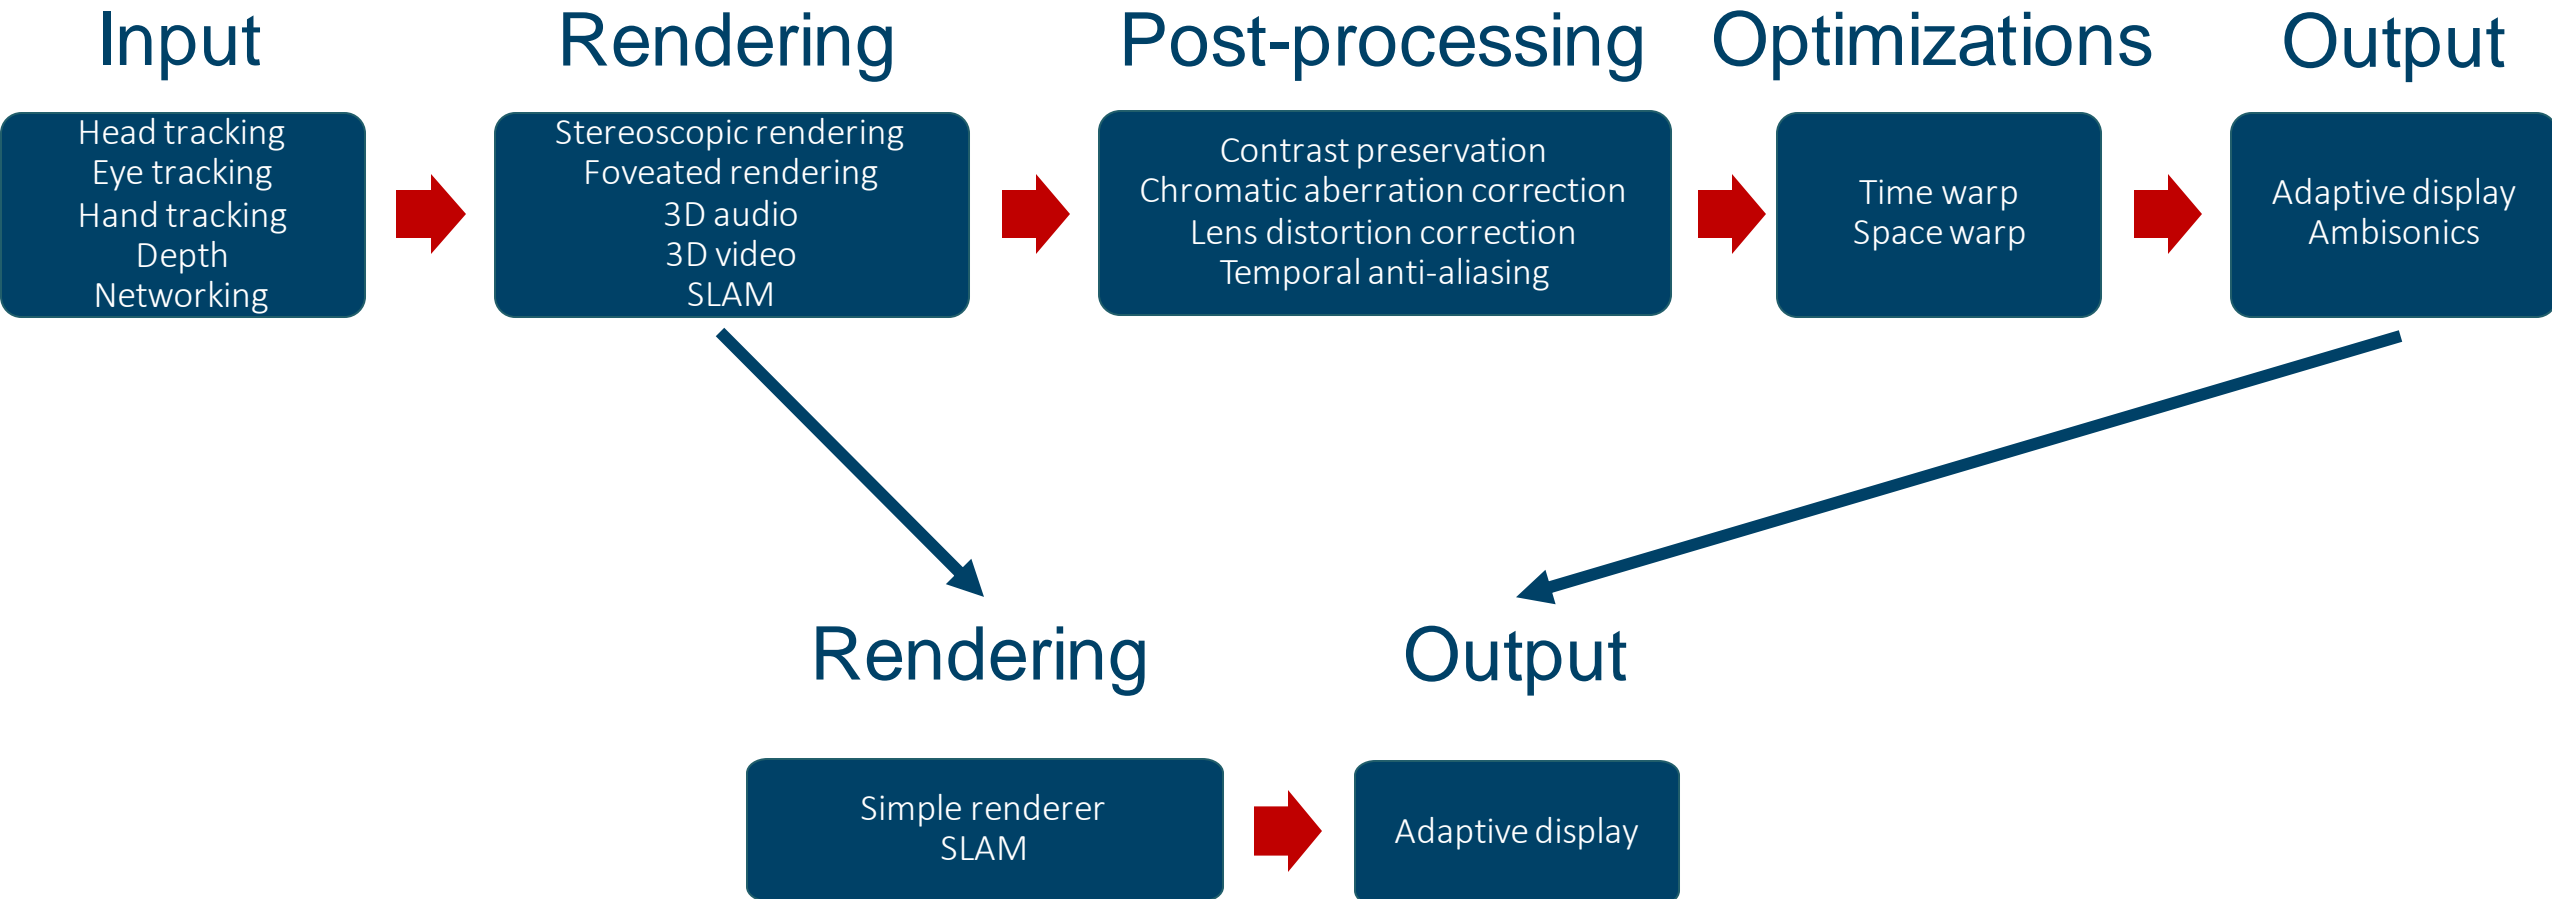 Input
Rendering
Post-processing
Optimizations
Output
Head tracking
Eye tracking
Hand tracking
Depth
Networking
Stereoscopic rendering
Foveated rendering
3D audio
3D video
SLAM
Contrast preservation
Chromatic aberration correction
Lens distortion correction
Temporal anti-aliasing
Time warp
Space warp
Adaptive display
Ambisonics
Rendering
Output
Simple renderer
SLAM
Adaptive display